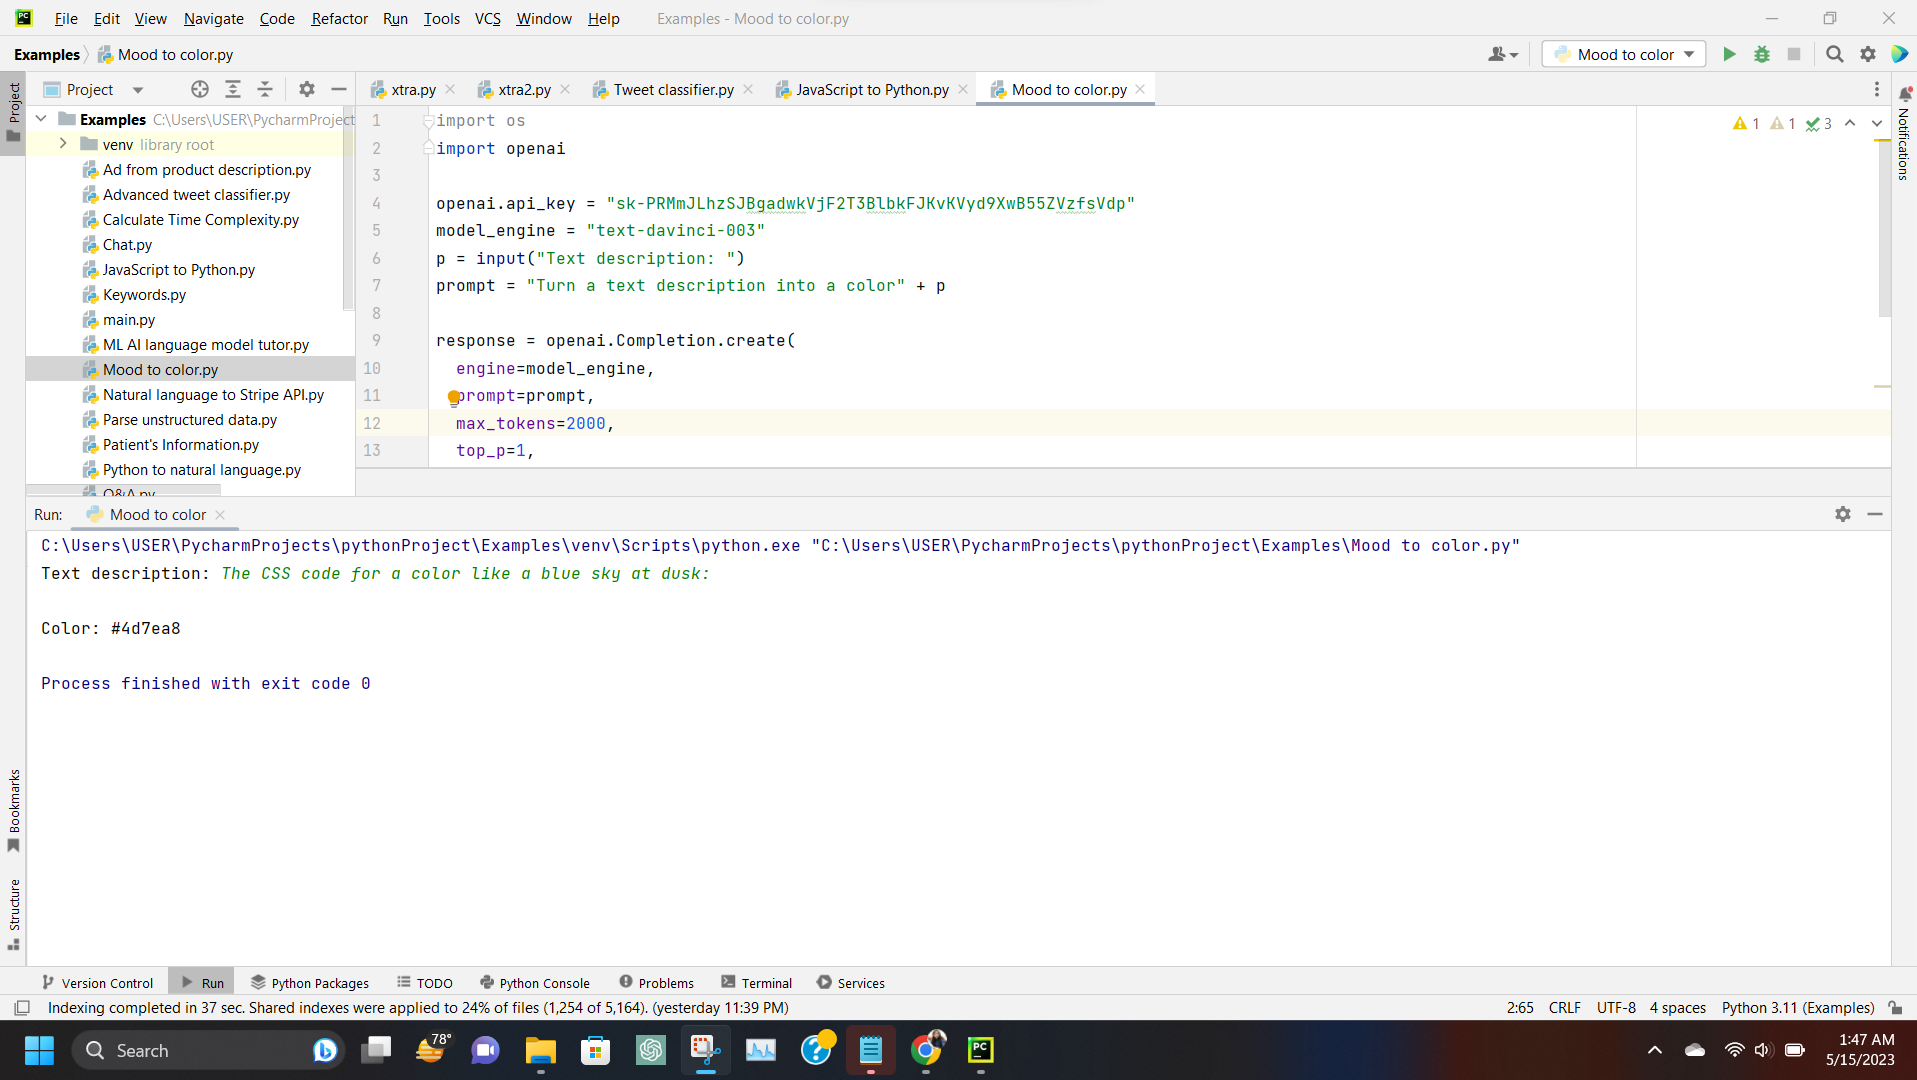 File Edit View Navigate Code Refactor Run Tools VCS Window Help Examples - Mood to color.py
Examples Mood to color.py
Mood to color
Project
xtra.py xtra2.py Tweet classifier.py JavaScript to Python.py Mood to color.py
Project
Notifications
Examples C:\Users\USER\PycharmProject
venv library root
Ad from product description.py
Advanced tweet classifier.py
Calculate Time Complexity.py
Chat.py
JavaScript to Python.py
Keywords.py
main.py
ML AI language model tutor.py
Mood to color.py
Natural language to Stripe API.py
Parse unstructured data.py
Patient's Information.py
Python to natural language.py
Q&A.py
1 import os
2 import openai
3
4 openai.api_key = "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"
5 model_engine = "text-davinci-003"
6 p = input("Text description: ")
7 prompt = "Turn a text description into a color" + p
8
9 response = openai.Completion.create(
10 engine=model_engine,
11 prompt=prompt,
12 max_tokens=2000,
13 top_p=1,
1 1 3
Run: Mood to color
C:\Users\USER\PycharmProjects\pythonProject\Examples\venv\Scripts\python.exe "C:\Users\USER\PycharmProjects\pythonProject\Examples\Mood to color.py"
Text description: The CSS code for a color like a blue sky at dusk:
Color: #4d7ea8
Process finished with exit code 0
Bookmarks
Structure
Version Control Run Python Packages TODO Python Console Problems Terminal Services
Indexing completed in 37 sec. Shared indexes were applied to 24% of files (1,254 of 5,164). (yesterday 11:39 PM) 2:65 CRLF UTF-8 4 spaces Python 3.11 (Examples)
Search
78°
PC
1:47 AM
5/15/2023